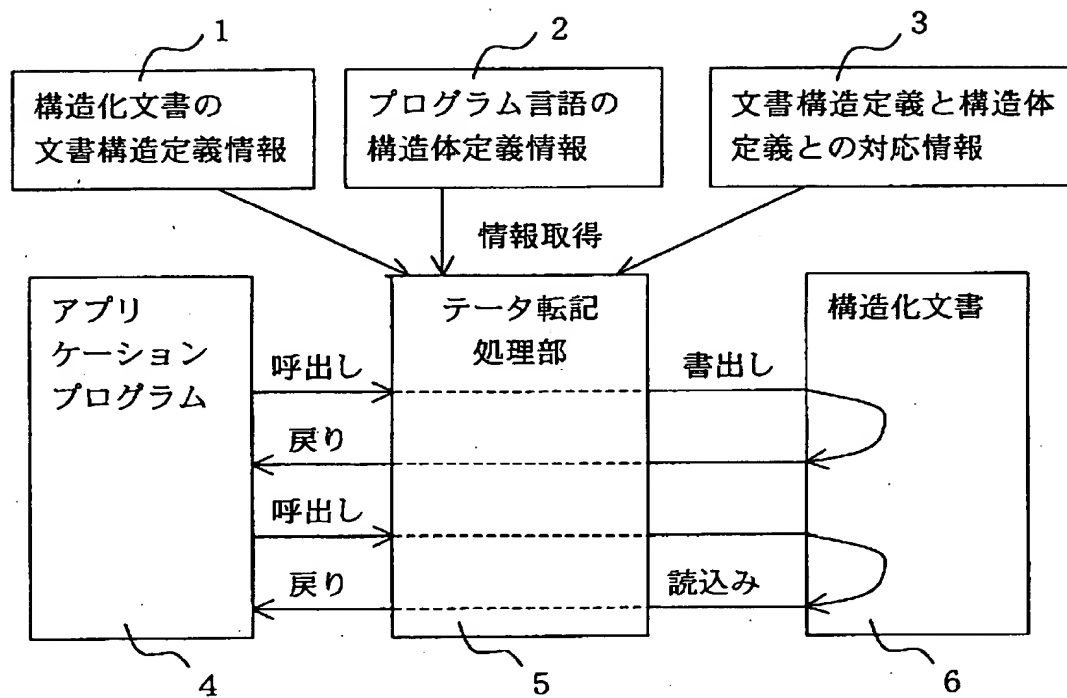 1
2
3
構造化文書の
文書構造定義情報
プログラム言語の
構造体定義情報
文書構造定義と構造体
定義との対応情報
情報取得
アプリ
ケーション
プログラム
テータ転記
処理部
構造化文書
呼出し
書出し
戻り
呼出し
戻り
読込み
4
5
6